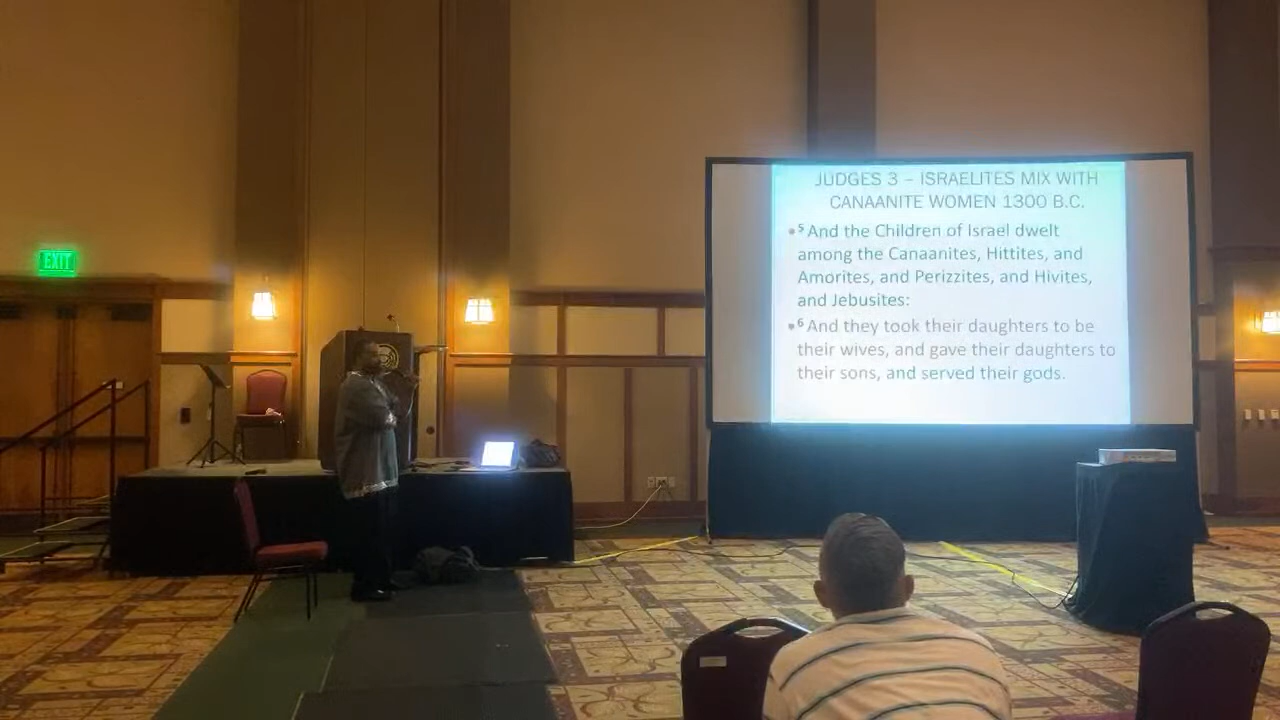 EXIT
JUDGES 3 – ISRAELITES MIX WITH
CANAANITE WOMEN 1300 B.C.
• 5 And the Children of Israel dwelt
among the Canaanites, Hittites, and
Amorites, and Perizzites, and Hivites,
and Jebusites:
• 6 And they took their daughters to be
their wives, and gave their daughters to
their sons, and served their gods.